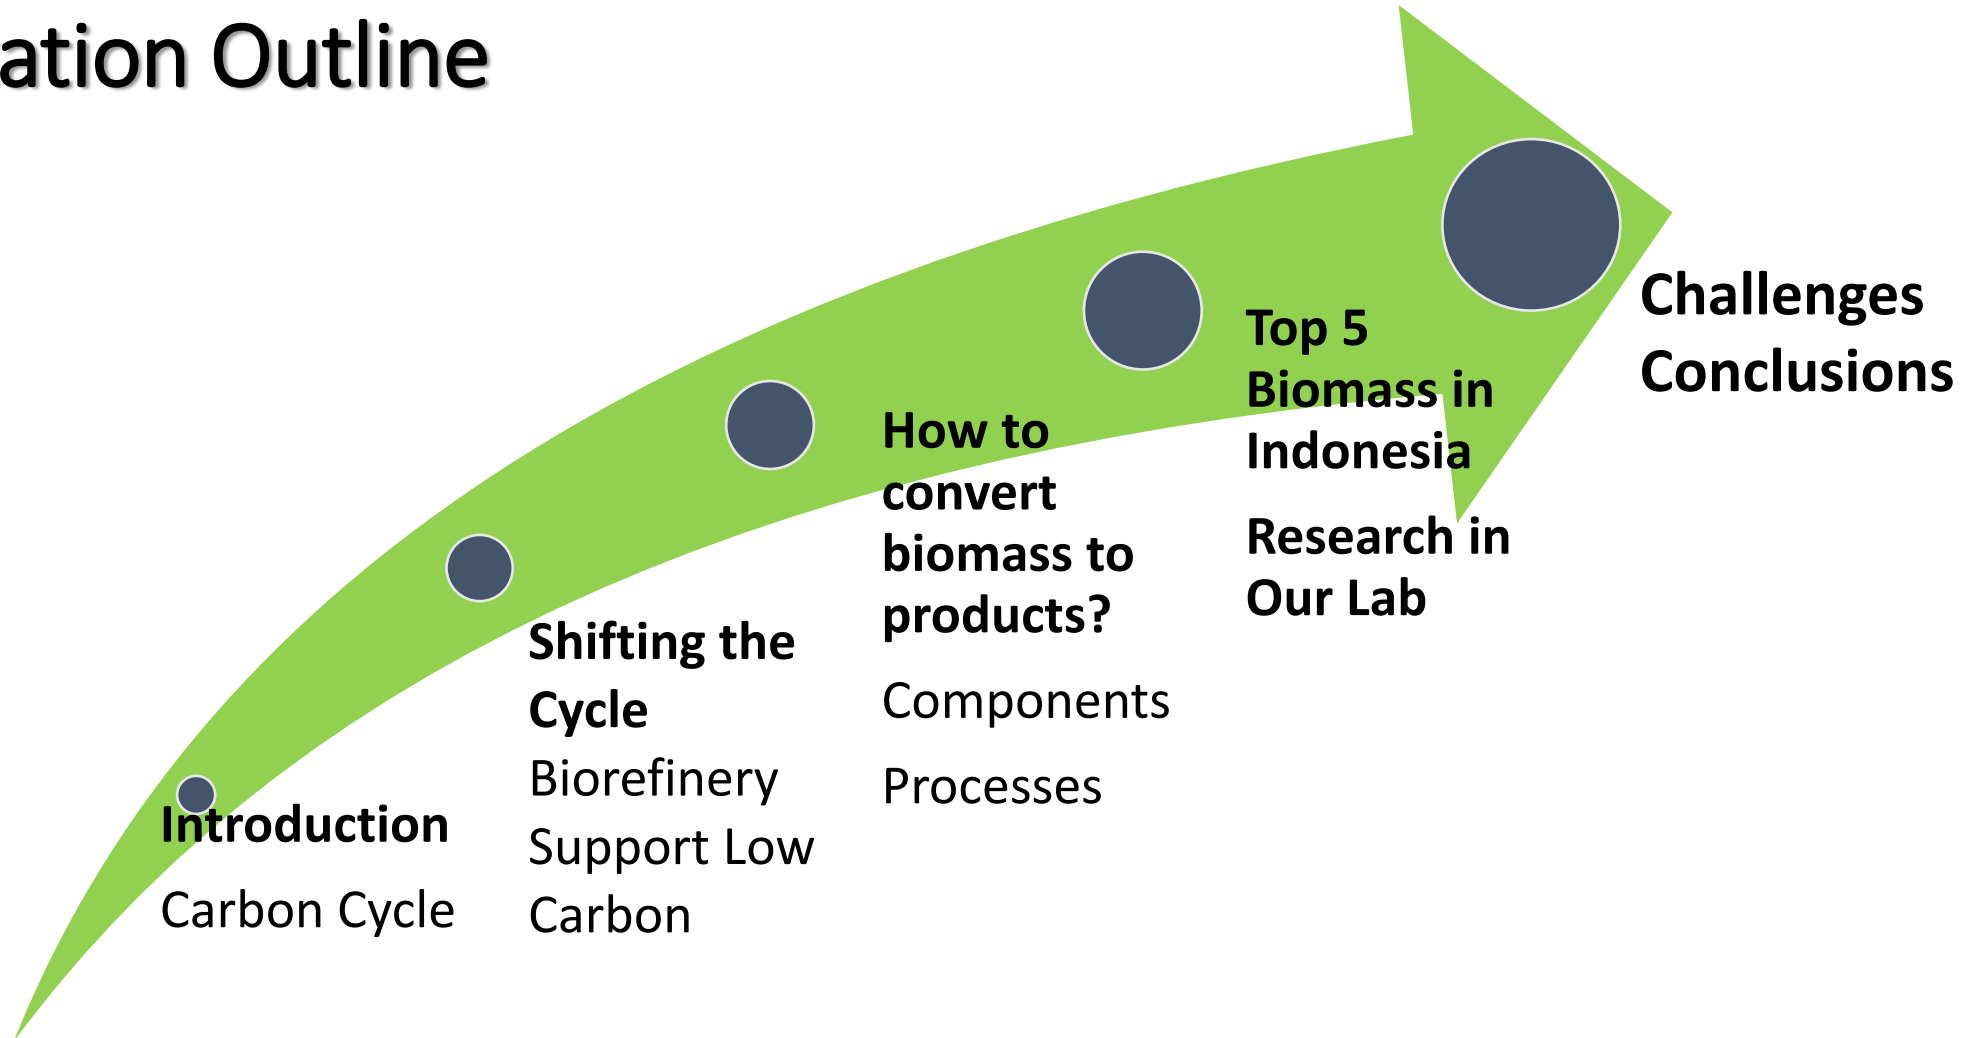 ation Outline
Introduction
Carbon Cycle
Shifting the
Cycle
Biorefinery
Support Low
Carbon
How to
convert
biomass to
products?
Components
Processes
Top 5
Biomass in
Indonesia
Research in
Our Lab
Challenges
Conclusions